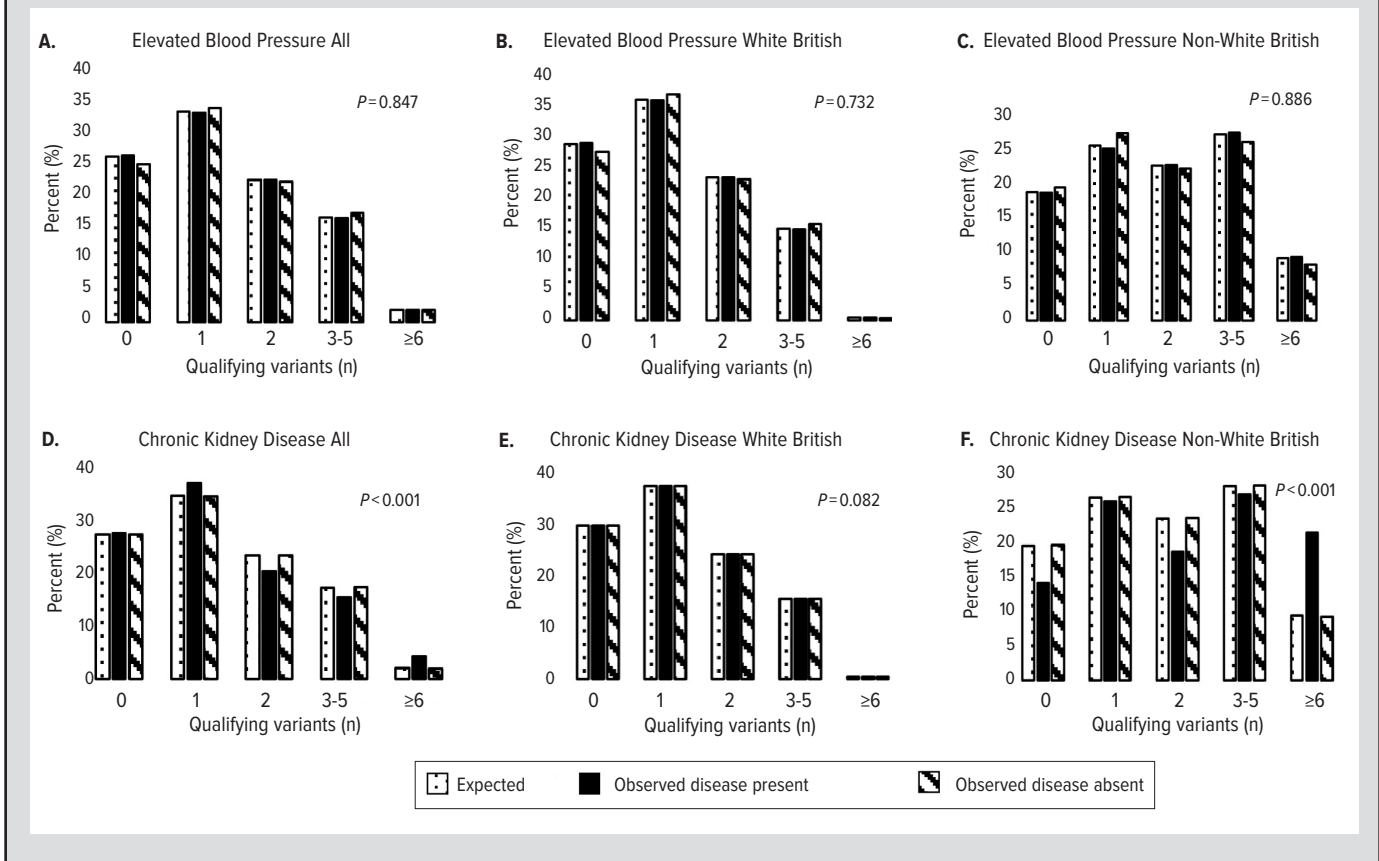 A. Elevated Blood Pressure All
40
35
30
25
20
15
10
5
0
Percent (%)
P=0.847
0 1 2 3-5 ≥6
Qualifying variants (n)
B. Elevated Blood Pressure White British
40
35
30
25
20
15
10
5
0
Percent (%)
P=0.732
0 1 2 3-5 ≥6
Qualifying variants (n)
C. Elevated Blood Pressure Non-White British
30
25
20
15
10
5
0
Percent (%)
P=0.886
0 1 2 3-5 ≥6
Qualifying variants (n)
D. Chronic Kidney Disease All
40
30
20
10
0
Percent (%)
P<0.001
0 1 2 3-5 ≥6
Qualifying variants (n)
E. Chronic Kidney Disease White British
40
30
20
10
0
Percent (%)
P=0.082
0 1 2 3-5 ≥6
Qualifying variants (n)
F. Chronic Kidney Disease Non-White British
30
25
20
15
10
5
0
Percent (%)
P<0.001
0 1 2 3-5 ≥6
Qualifying variants (n)
Expected Observed disease present Observed disease absent